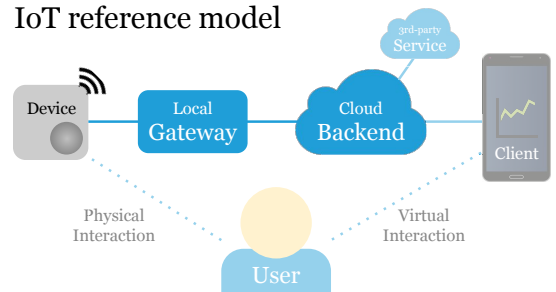 IoT reference model
3rd-party
Service
Device
Local
Gateway
Cloud
Backend
Client
Physical
Interaction
Virtual
Interaction
User